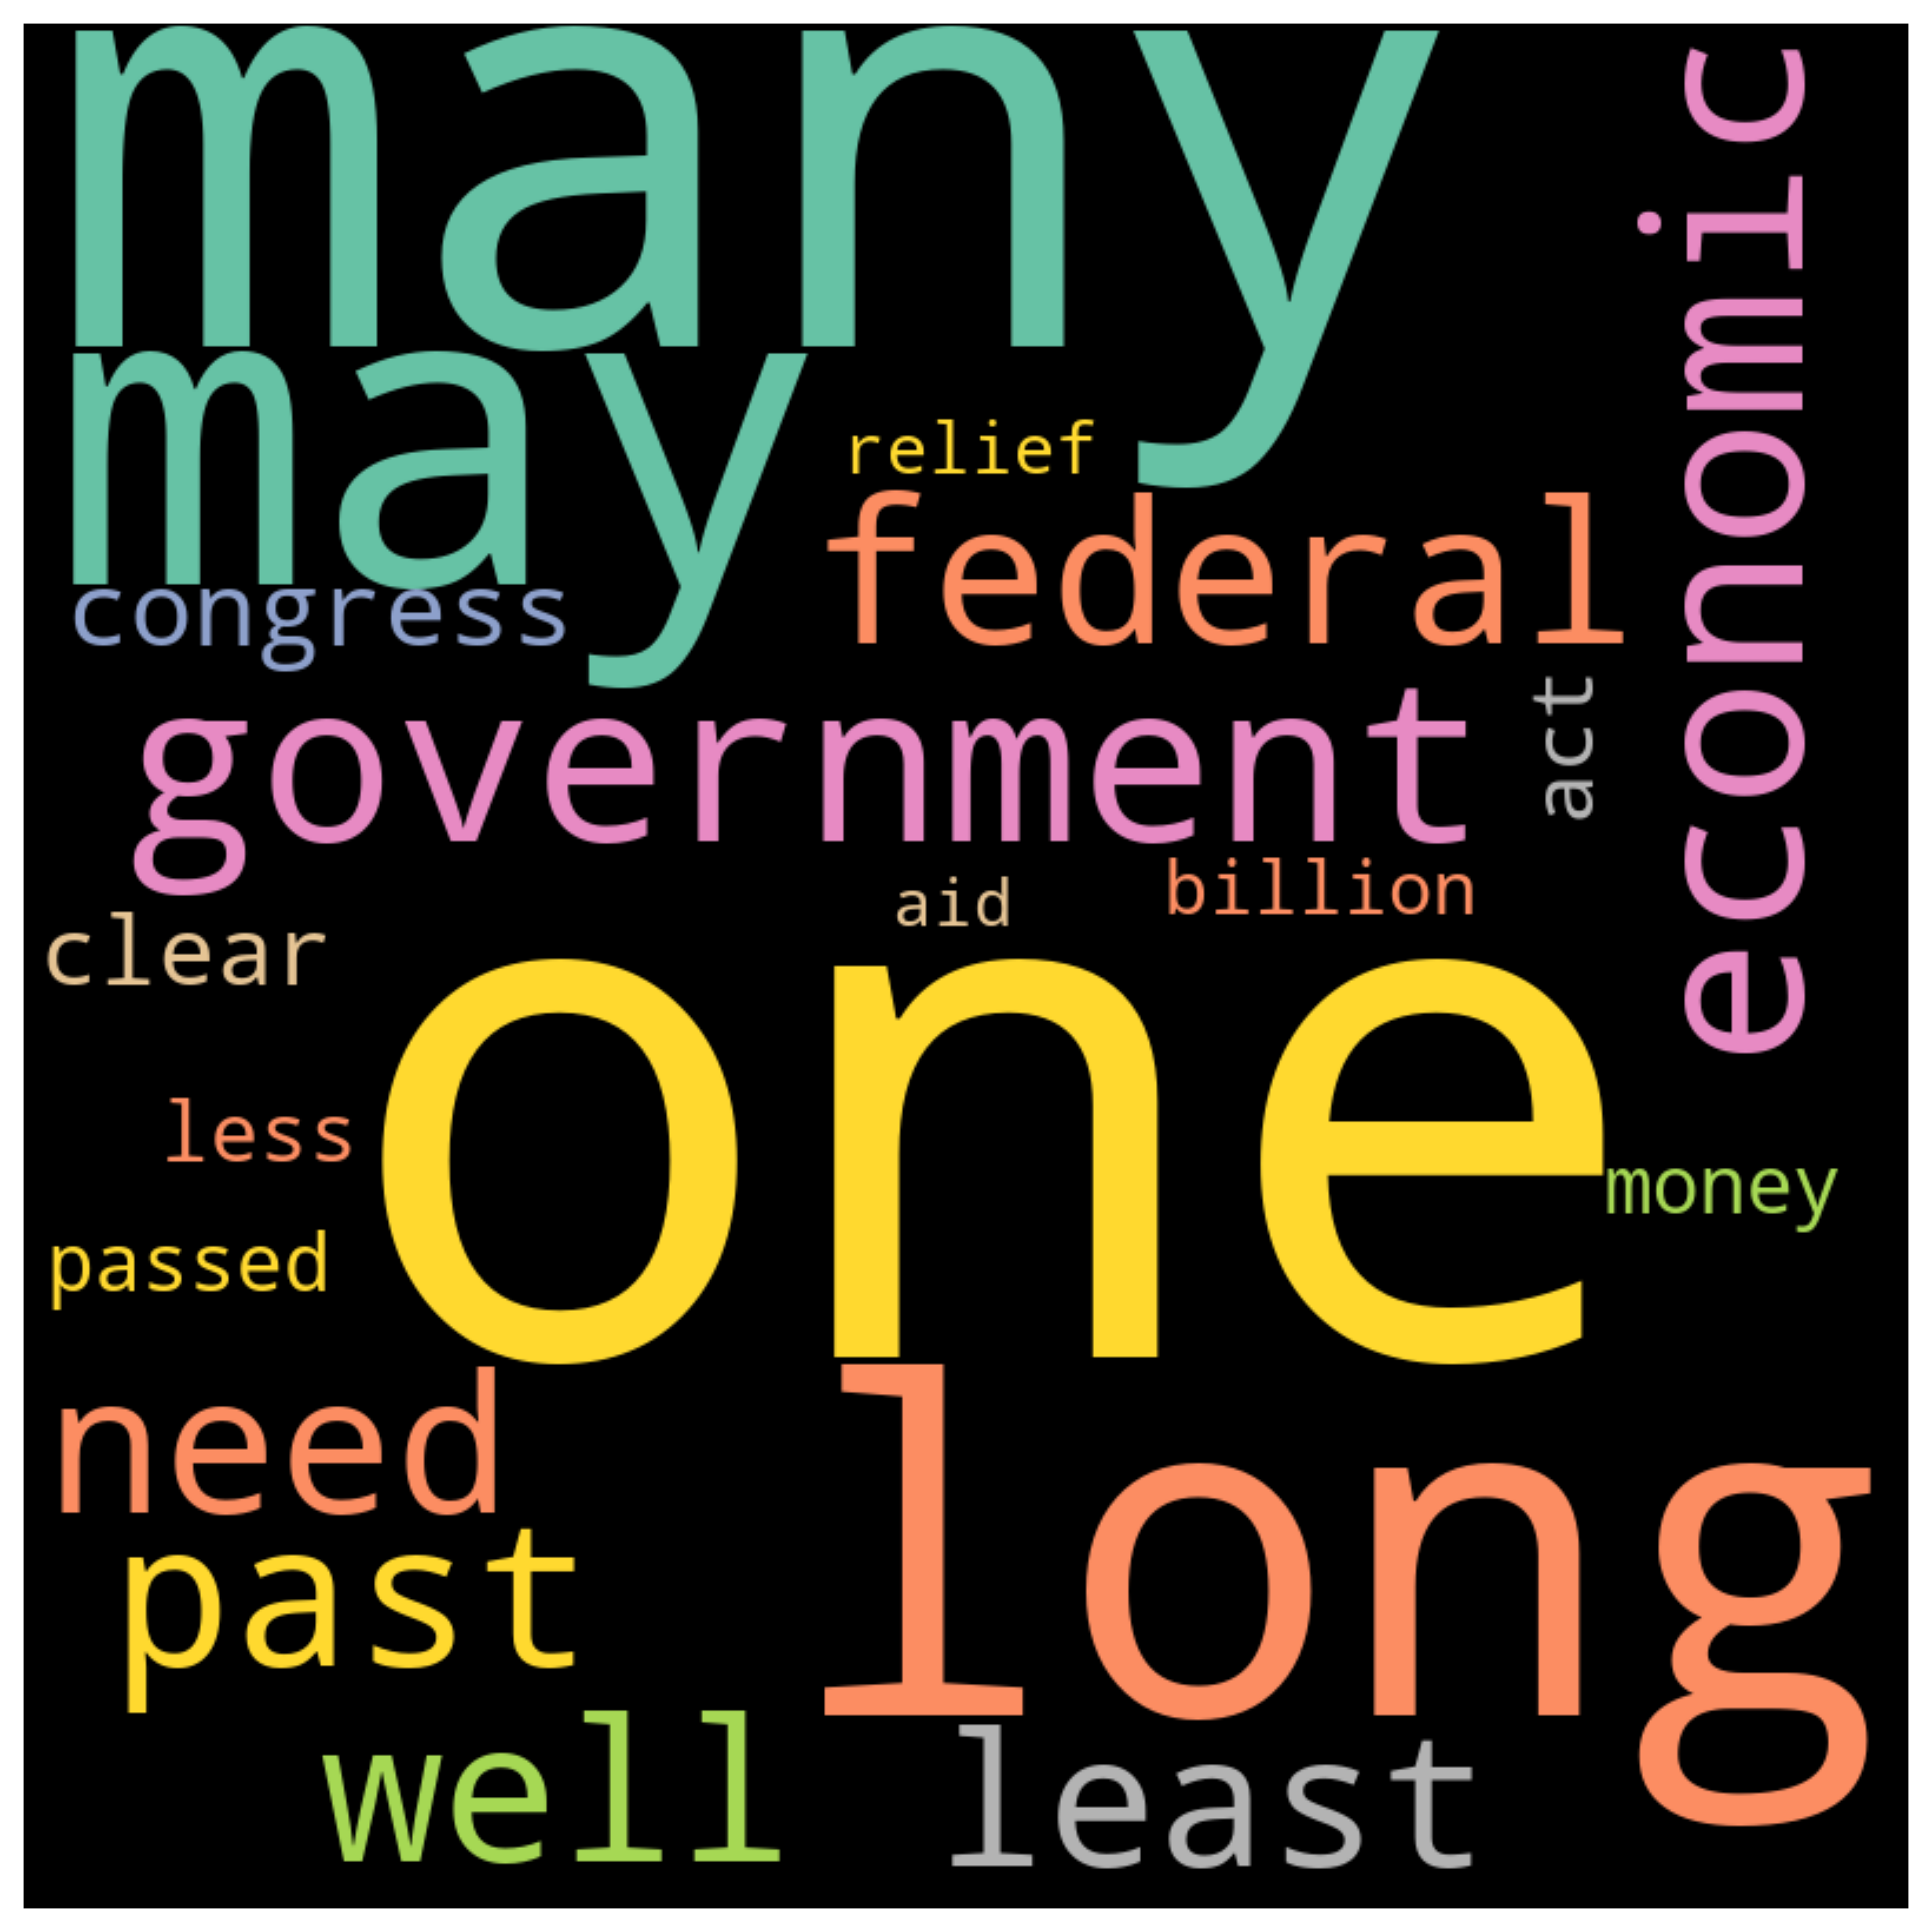 many
economic
may
relief
federal
congress
government
act
billion
aid
clear
one
less
money
passed
need
long
past
well
least